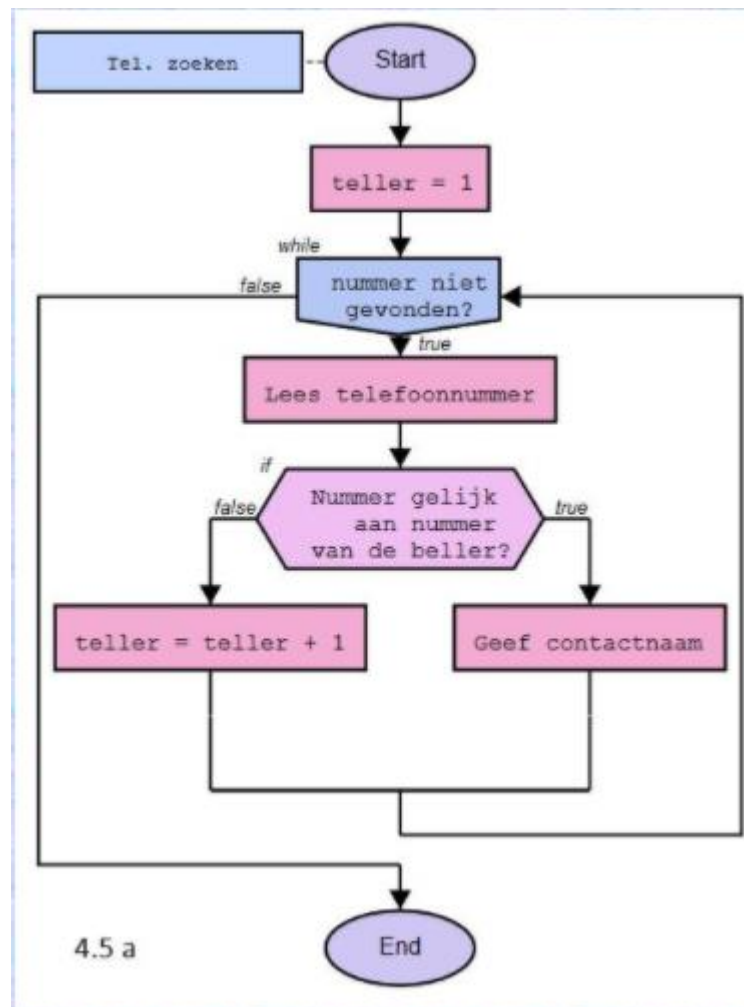 Tel. zoeken
Start
teller = 1
while
false
nummer niet
gevonden?
true
Lees telefoonnummer
if
false
Nummer gelijk
aan nummer
van de beller?
true
teller = teller + 1
Geef contactnaam
4.5 a
End